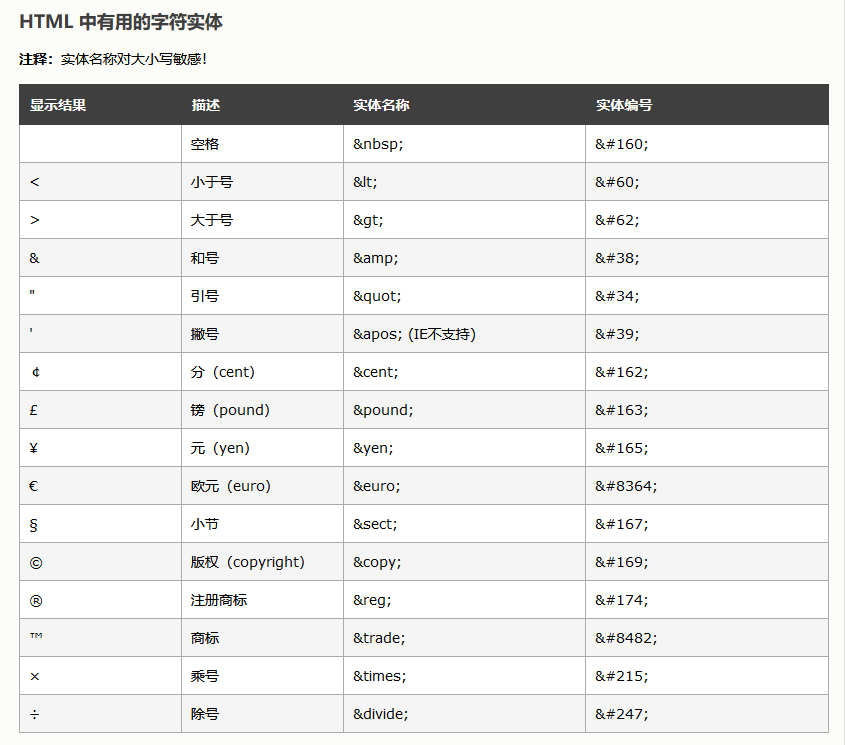 HTML 中有用的字符实体
注释：实体名称对大小写敏感！
显示结果 描述 实体名称 实体编号
空格 &nbsp; &#160;
< 小于号 &lt; &#60;
> 大于号 &gt; &#62;
& 和号 &amp; &#38;
" 引号 &quot; &#34;
' 撇号 &apos; (IE不支持) &#39;
¢ 分（cent） &cent; &#162;
£ 镑（pound） &pound; &#163;
¥ 元（yen） &yen; &#165;
€ 欧元（euro） &euro; &#8364;
§ 小节 &sect; &#167;
© 版权（copyright） &copy; &#169;
® 注册商标 &reg; &#174;
™ 商标 &trade; &#8482;
× 乘号 &times; &#215;
÷ 除号 &divide; &#247;